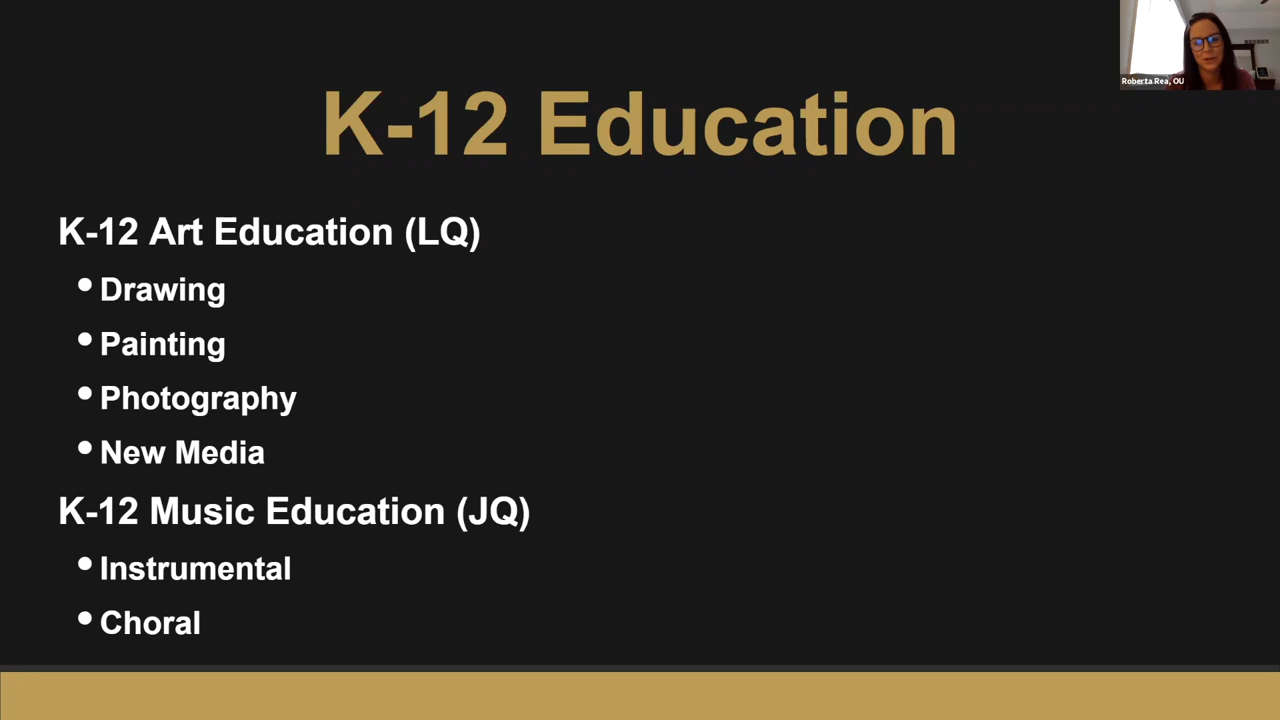 Roberta Rea, OU
K-12 Education
K-12 Art Education (LQ)
• Drawing
• Painting
• Photography
• New Media
K-12 Music Education (JQ)
• Instrumental
• Choral